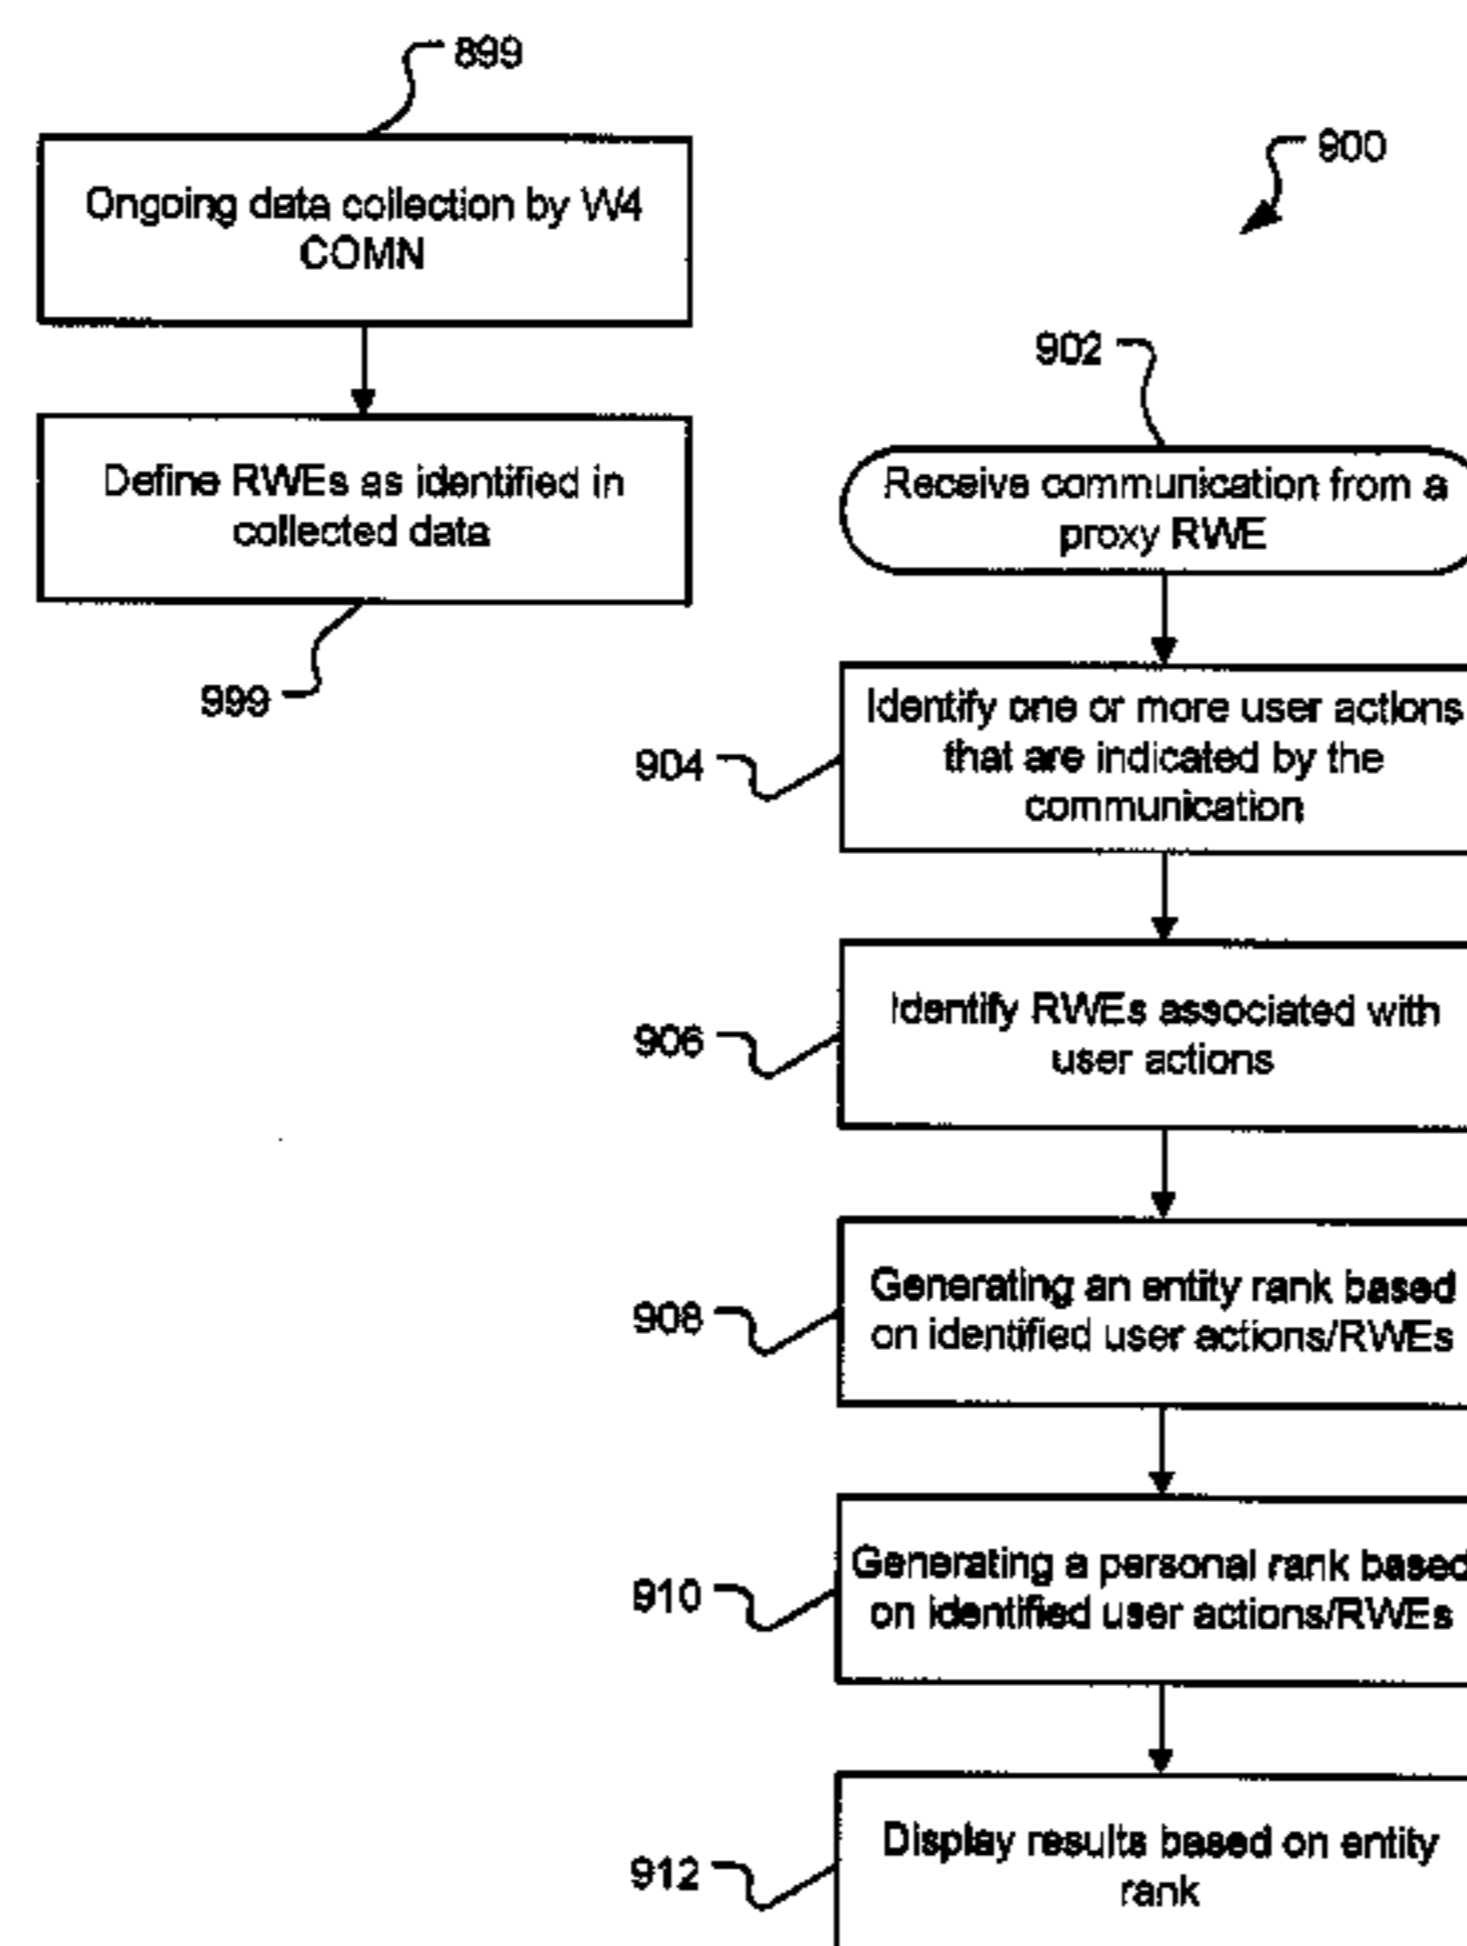 899
Ongoing data collection by W4
COMN
Define RWEs as identified in
collected data
999
900
902
Receive communication from a
proxy RWE
Identify one or more user actions
that are indicated by the
communication
904
Identify RWEs associated with
user actions
906
Generating an entity rank based
on identified user actions/RWEs
908
Generating a personal rank based
on identified user actions/RWEs
910
Display results based on entity
rank
912